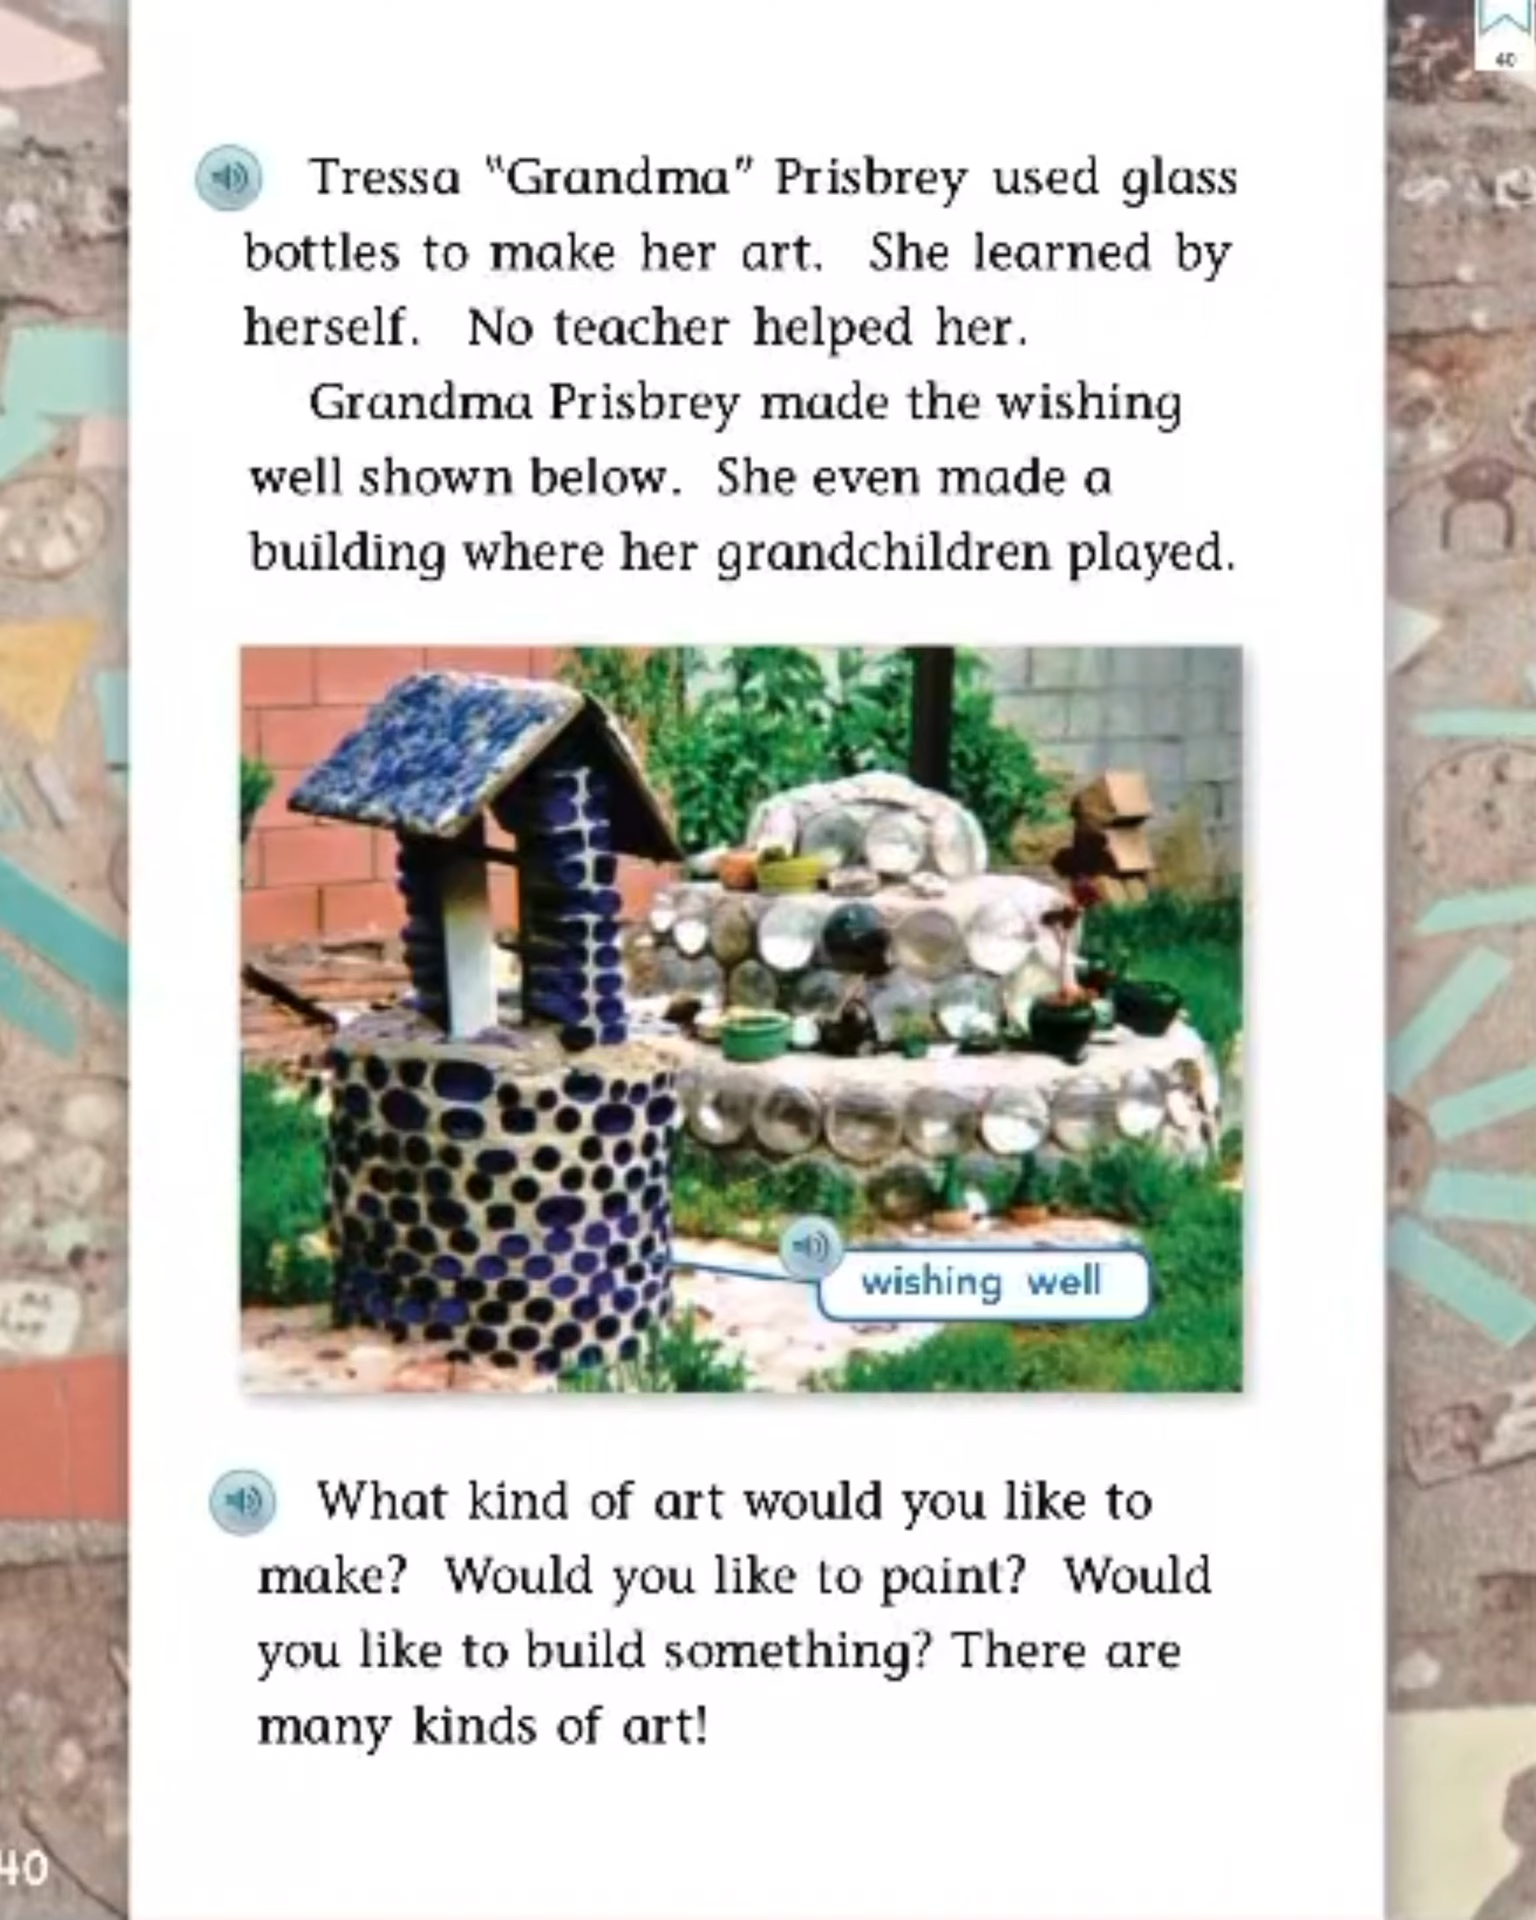 40
Tressa "Grandma" Prisbrey used glass
bottles to make her art. She learned by
herself. No teacher helped her.
Grandma Prisbrey made the wishing
well shown below. She even made a
building where her grandchildren played.
wishing well
What kind of art would you like to
make? Would you like to paint? Would
you like to build something? There are
many kinds of art!
40